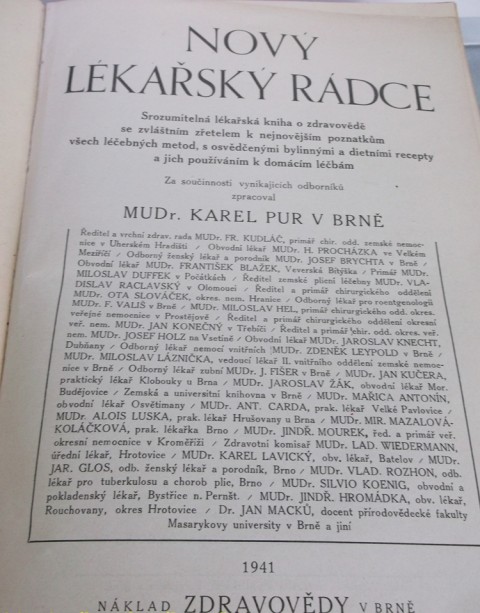 NOVÝ
LÉKAŘSKÝ RÁDCE
Srozumitelná lékařská kniha o zdravovědě
se zvláštním zřetelem k nejnovějším poznatkům
všech léčebných metod, s osvědčenými bylinnými a dietními recepty
a jich používáním k domácím léčbám
Za součinnosti vynikajících odborníků
zpracoval
MUDr. KAREL PUR V BRNĚ
Ředitel a vrchní zdrav. rada MUDr. FR. KUDLÁČ, primář chir. odd. zemské nemoc-
nice v Uherském Hradišti / Obvodní lékař MUDr. H. PROCHÁZKA ve Velkém
Meziříčí / Odborný ženský lékař a porodník MUDr. JOSEF BRYCHTA v Brně /
Obvodní lékař MUDr. FRANTIŠEK BLAŽEK, Veverská Bitýška / Primář MUDr.
MILOSLAV DUFFEK v Počátkách / Ředitel zemské plicní léčebny MUDr. VLA-
DISLAV RACLAVSKÝ v Olomouci / Ředitel a primář chirurgického oddělení
MUDr. OTA SLOVÁČEK, okres. nem. Hranice / Odborný lékař pro roentgenologii
MUDr. F. VALIŠ v Brně / MUDr. MILOSLAV HEL, primář chirurgického odd. okres.
veřejné nemocnice v Prostějově / Ředitel a primář chirurgického oddělení okresní
veř. nem. MUDr. JAN KONEČNÝ v Třebíči / Ředitel a primář chir. odd. okres. veř.
nem. MUDr. JOSEF HOLZ na Vsetíně / Obvodní lékař MUDr. JAROSLAV KNECHT,
Dubňany / Odborný lékař nemocí vnitřních MUDr. ZDENĚK LEYPOLD v Brně /
MUDr. MILOSLAV LÁZNIČKA, vedoucí lékař II. vnitřního oddělení zemské nemoc-
nice v Brně / Odborný lékař zubní MUDr. J. FIŠER v Brně / MUDr. JAN KUČERA,
praktický lékař Klobouky u Brna / MUDr. JAROSLAV ŽÁK, obvodní lékař Mor.
Budějovice / Zemská a universitní knihovna v Brně / MUDr. MAŘICA ANTONÍN,
obvodní lékař Osvětimany / MUDr. ANT. CARDA, prak. lékař Velké Pavlovice /
MUDr. ALOIS LUSKA, prak. lékař Hrušovany u Brna / MUDr. MIR. MAZALOVÁ-
KOLÁČKOVÁ, prak. lékařka Brno / MUDr. JINDŘ. MOUREK, řed. a primář veř.
okresní nemocnice v Kroměříži / Zdravotní komisař MUDr. LAD. WIEDERMANN,
úřední lékař, Hrotovice / MUDr. KAREL LAVICKÝ, obv. lékař, Batelov / MUDr.
JAR. GLOS, odb. ženský lékař a porodník, Brno / MUDr. VLAD. ROZHON, odb.
lékař pro tuberkulosu a chorob plic, Brno / MUDr. SILVIO KOENIG, obvodní a
pokladenský lékař, Bystřice n. Pernšt. / MUDr. JINDŘ. HROMÁDKA, obv. lékař,
Rouchovany, okres Hrotovice / Dr. JAN MACKŮ, docent přírodovědecké fakulty
Masarykovy university v Brně a jiní
1941
NÁKLAD ZDRAVOVĚDY V BRNĚ